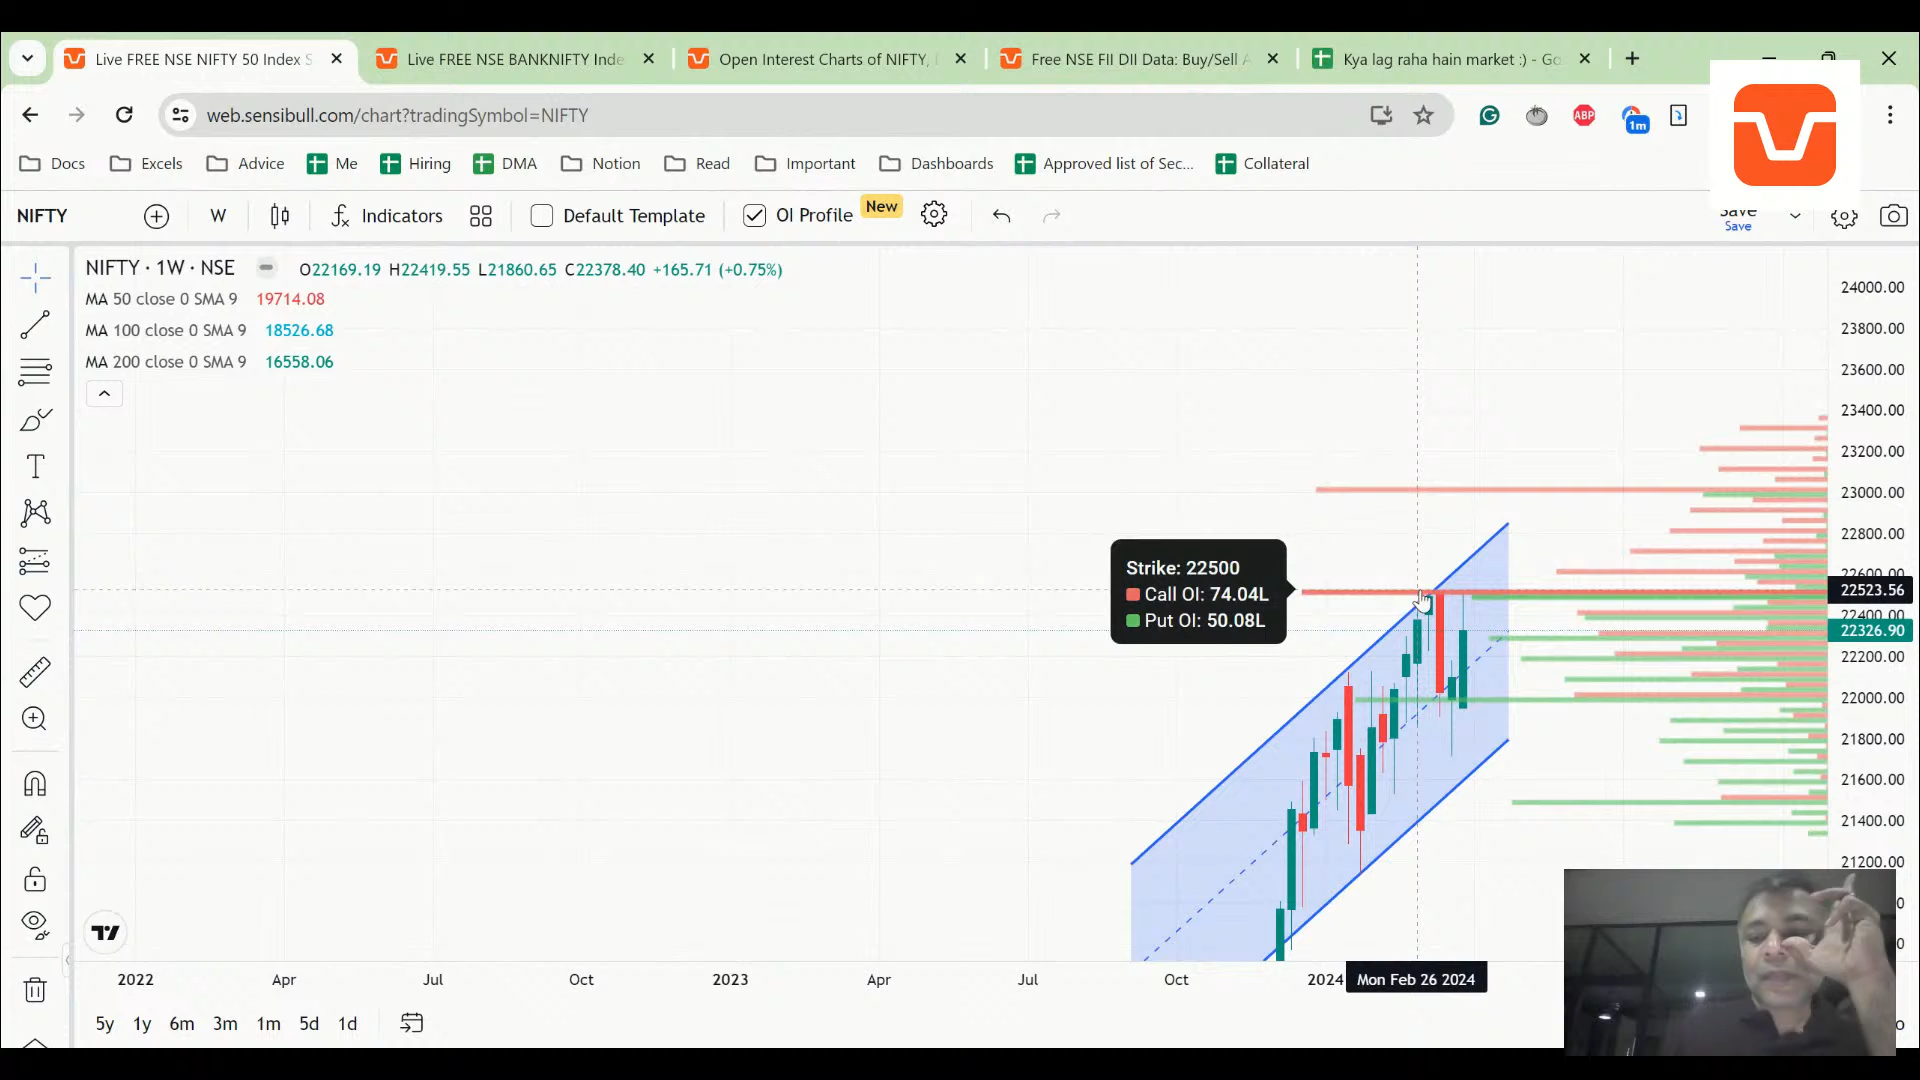 Live FREE NSE NIFTY 50 Index S
Live FREE NSE BANKNIFTY Inde
Open Interest Charts of NIFTY,
Free NSE FII DII Data: Buy/Sell A
Kya lag raha hain market :) - Go
web.sensibull.com/chart?tradingSymbol=NIFTY
ABP
1m
Docs
Excels
Advice
Me
Hiring
DMA
Notion
Read
Important
Dashboards
Approved list of Sec...
Collateral
NIFTY
W
Indicators
Default Template
OI Profile
New
Save
Save
NIFTY · 1W · NSE
O22169.19 H22419.55 L21860.65 C22378.40 +165.71 (+0.75%)
MA 50 close 0 SMA 9 19714.08
MA 100 close 0 SMA 9 18526.68
MA 200 close 0 SMA 9 16558.06
24000.00
23800.00
23600.00
23400.00
23200.00
23000.00
22800.00
22600.00
22523.56
22400.00
22326.90
22200.00
22000.00
21800.00
21600.00
21400.00
21200.00
Strike: 22500
Call OI: 74.04L
Put OI: 50.08L
2022
Apr
Jul
Oct
2023
Apr
Jul
Oct
2024
Mon Feb 26 2024
5y
1y
6m
3m
1m
5d
1d